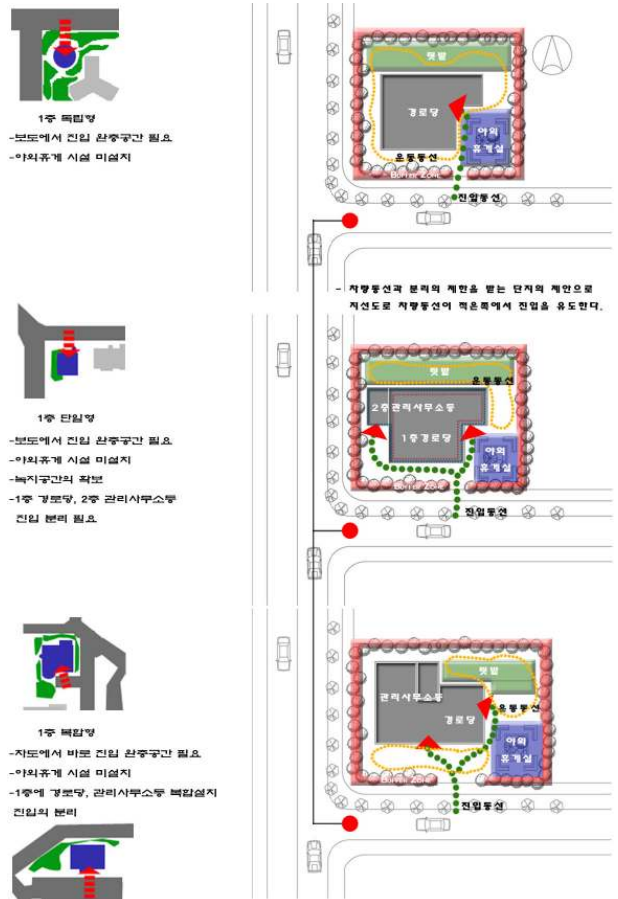 1층 독립형
-보도에서 진입 완충공간 필요
-야외휴게 시설 미설치
텃밭
경로당
야외
휴게실
운동동선
Buffer Zone
진입동선
- 차량동선과 분리의 제한을 받는 단지의 제안으로
지선도로 차량동선이 적은쪽에서 진입을 유도한다.
1층 단일형
-보도에서 진입 완충공간 필요
-야외휴게 시설 미설치
-녹지공간의 확보
-1층 경로당, 2층 관리사무소등
진입 분리 필요
텃밭
운동동선
2층관리사무소등
1층경로당
야외
휴게실
Buffer Zone
진입동선
1층 복합형
-차도에서 바로 진입 완충공간 필요
-야외휴게 시설 미설치
-1층에 경로당, 관리사무소등 복합설치
진입의 분리
텃밭
관리사무소등
운동동선
경로당
야외
휴게실
Buffer Zone
진입동선